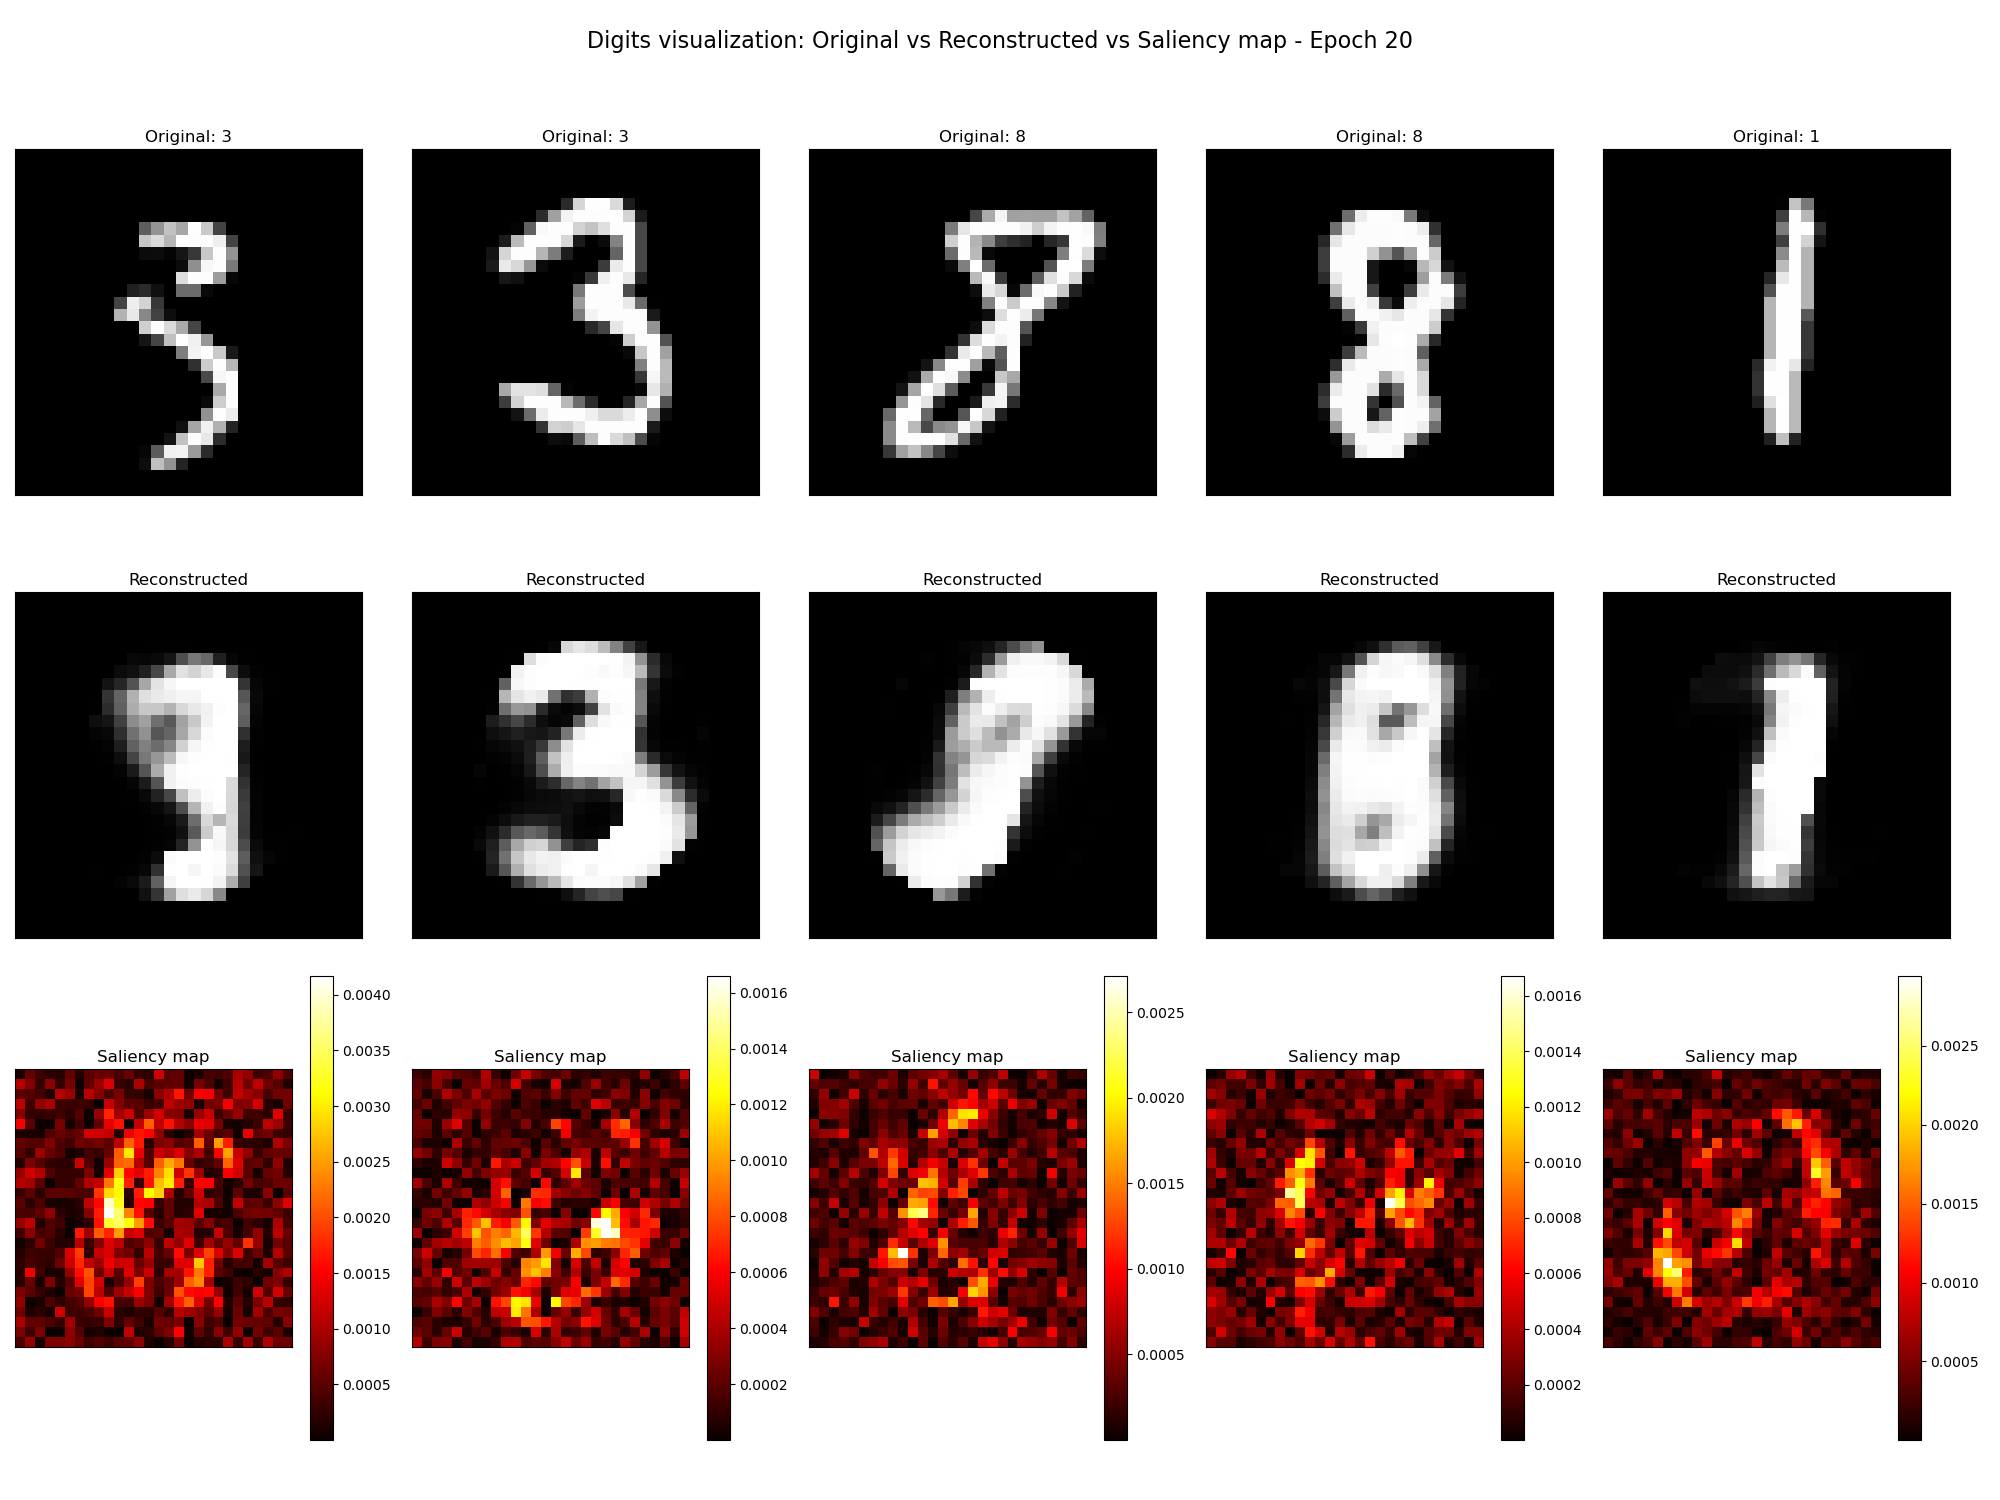 Digits visualization: Original vs Reconstructed vs Saliency map - Epoch 20
Original: 3
Original: 3
Original: 8
Original: 8
Original: 1
Reconstructed
Reconstructed
Reconstructed
Reconstructed
Reconstructed
Saliency map
0.0040
0.0035
0.0030
0.0025
0.0020
0.0015
0.0010
0.0005
Saliency map
0.0016
0.0014
0.0012
0.0010
0.0008
0.0006
0.0004
0.0002
Saliency map
0.0025
0.0020
0.0015
0.0010
0.0005
Saliency map
0.0016
0.0014
0.0012
0.0010
0.0008
0.0006
0.0004
0.0002
Saliency map
0.0025
0.0020
0.0015
0.0010
0.0005